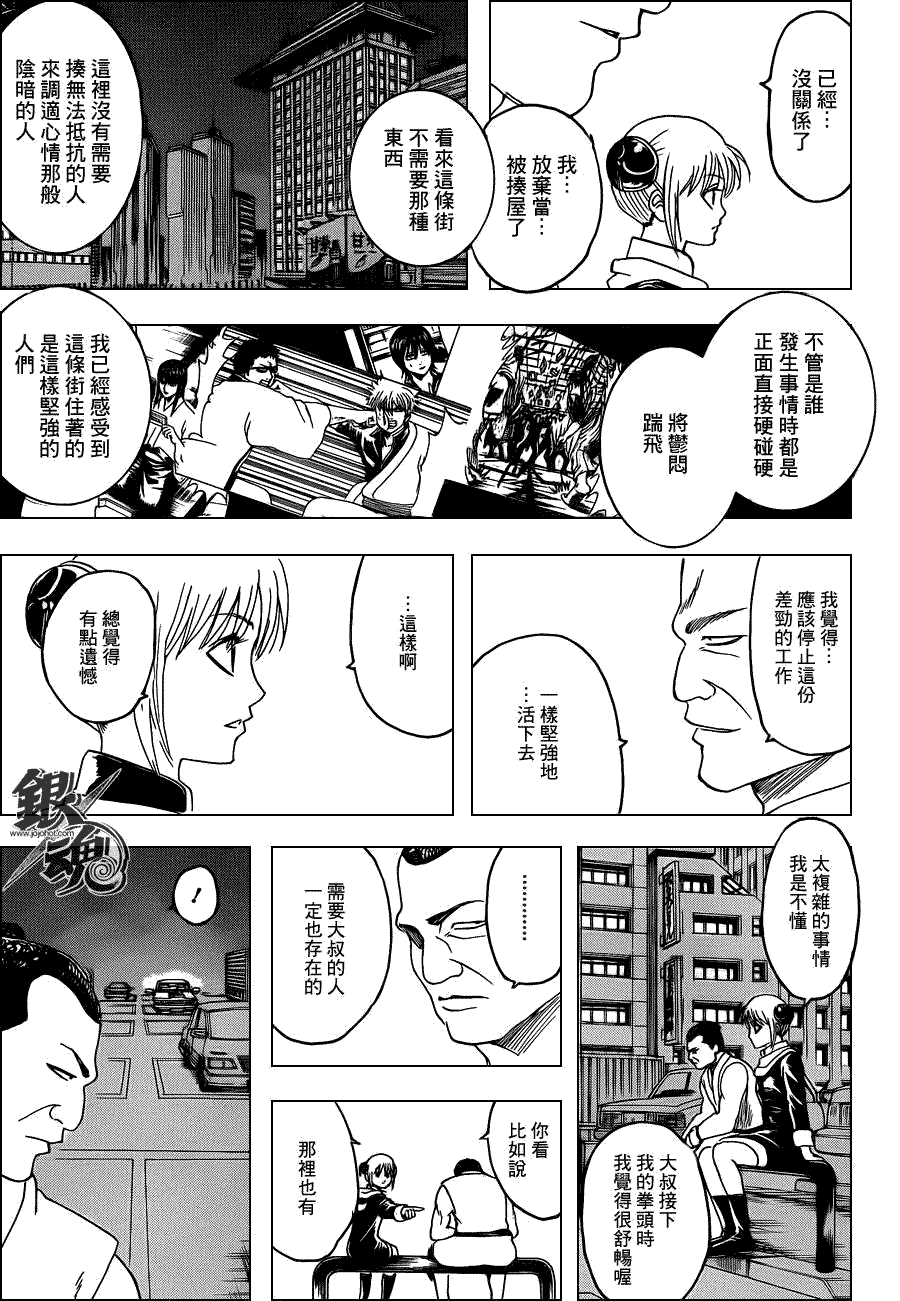 已經…
沒關係了
我…
放棄當…
被揍屋了
看來這條街
不需要那種
東西
這裡沒有需要
揍無法抵抗的人
來調適心情那般
陰暗的人
不管是誰
發生事情時都是
正面直接硬碰硬
將鬱悶
踹飛
我已經感受到
這條街住著的
是這樣堅強的
人們
我覺得…
應該停止這份
差勁的工作
一樣堅強地
…活下去
…這樣啊
總覺得
有點遺憾
銀魂
www.jojohot.com
太複雜的事情
我是不懂
大叔接下
我的拳頭時
我覺得很舒暢喔
…………
需要大叔的人
一定也存在的
你看
比如說
那裡也有
！